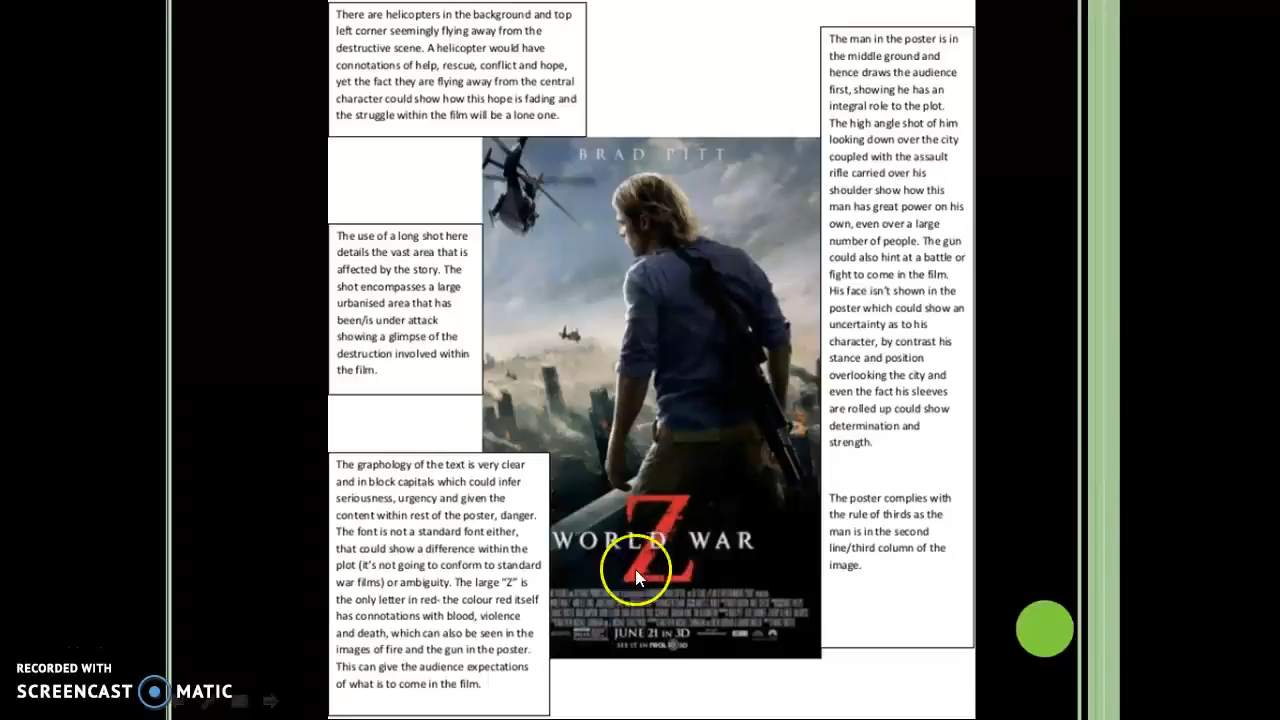 There are helicopters in the background and top
left corner seemingly flying away from the
destructive scene. A helicopter would have
connotations of help, rescue, conflict and hope,
yet the fact they are flying away from the central
character could show how this hope is fading and
the struggle within the film will be a lone one.
The use of a long shot here
details the vast area that is
affected by the story. The
shot encompasses a large
urbanised area that has
been/is under attack
showing a glimpse of the
destruction involved within
the film.
The graphology of the text is very clear
and in block capitals which could infer
seriousness, urgency and given the
content within rest of the poster, danger.
The font is not a standard font either,
that could show a difference within the
plot (it's not going to conform to standard
war films) or ambiguity. The large "Z" is
the only letter in red- the colour red itself
has connotations with blood, violence
and death, which can also be seen in the
images of fire and the gun in the poster.
This can give the audience expectations
of what is to come in the film.
BRAD PITT
Z
WORLD WAR
JUNE 21 IN 3D
SEE IT IN REALD 3D
The man in the poster is in
the middle ground and
hence draws the audience
first, showing he has an
integral role to the plot.
The high angle shot of him
looking down over the city
coupled with the assault
rifle carried over his
shoulder show how this
man has great power on his
own, even over a large
number of people. The gun
could also hint at a battle or
fight to come in the film.
His face isn't shown in the
poster which could show an
uncertainty as to his
character, by contrast his
stance and position
overlooking the city and
even the fact his sleeves
are rolled up could show
determination and
strength.
The poster complies with
the rule of thirds as the
man is in the second
line/third column of the
image.
RECORDED WITH
SCREENCAST MATIC